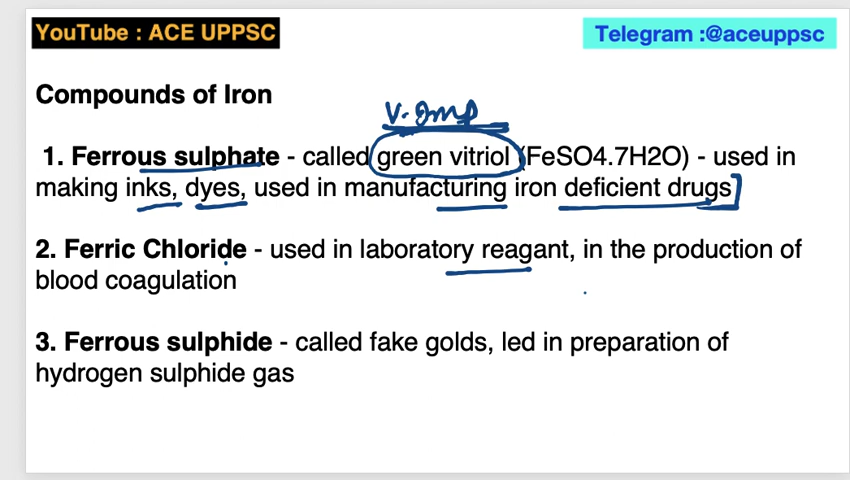 YouTube : ACE UPPSC
Telegram :@aceuppsc
Compounds of Iron
V. Imp
1. Ferrous sulphate - called green vitriol (FeSO4.7H2O) - used in
making inks, dyes, used in manufacturing iron deficient drugs]
2. Ferric Chloride - used in laboratory reagant, in the production of
blood coagulation
3. Ferrous sulphide - called fake golds, led in preparation of
hydrogen sulphide gas